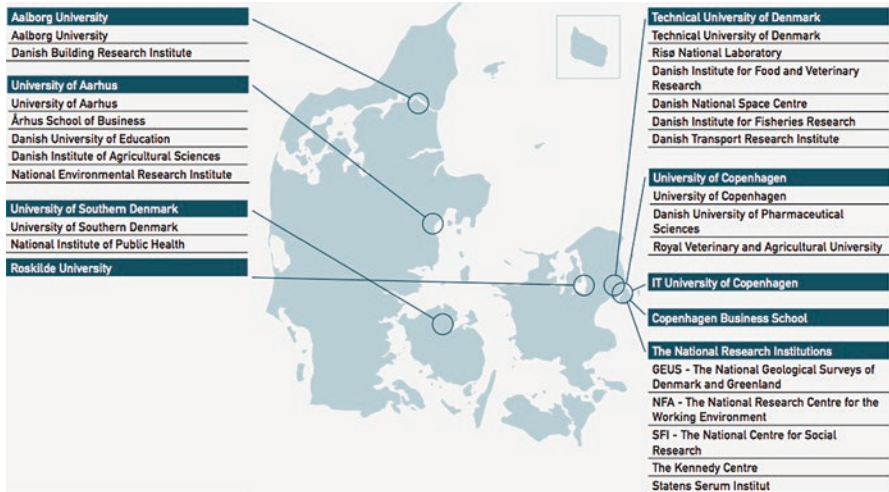 Aalborg University
Aalborg University
Danish Building Research Institute
University of Aarhus
University of Aarhus
Århus School of Business
Danish University of Education
Danish Institute of Agricultural Sciences
National Environmental Research Institute
University of Southern Denmark
University of Southern Denmark
National Institute of Public Health
Roskilde University
Technical University of Denmark
Technical University of Denmark
Risø National Laboratory
Danish Institute for Food and Veterinary
Research
Danish National Space Centre
Danish Institute for Fisheries Research
Danish Transport Research Institute
University of Copenhagen
University of Copenhagen
Danish University of Pharmaceutical
Sciences
Royal Veterinary and Agricultural University
IT University of Copenhagen
Copenhagen Business School
The National Research Institutions
GEUS - The National Geological Surveys of
Denmark and Greenland
NFA - The National Research Centre for the
Working Environment
SFI - The National Centre for Social
Research
The Kennedy Centre
Statens Serum Institut